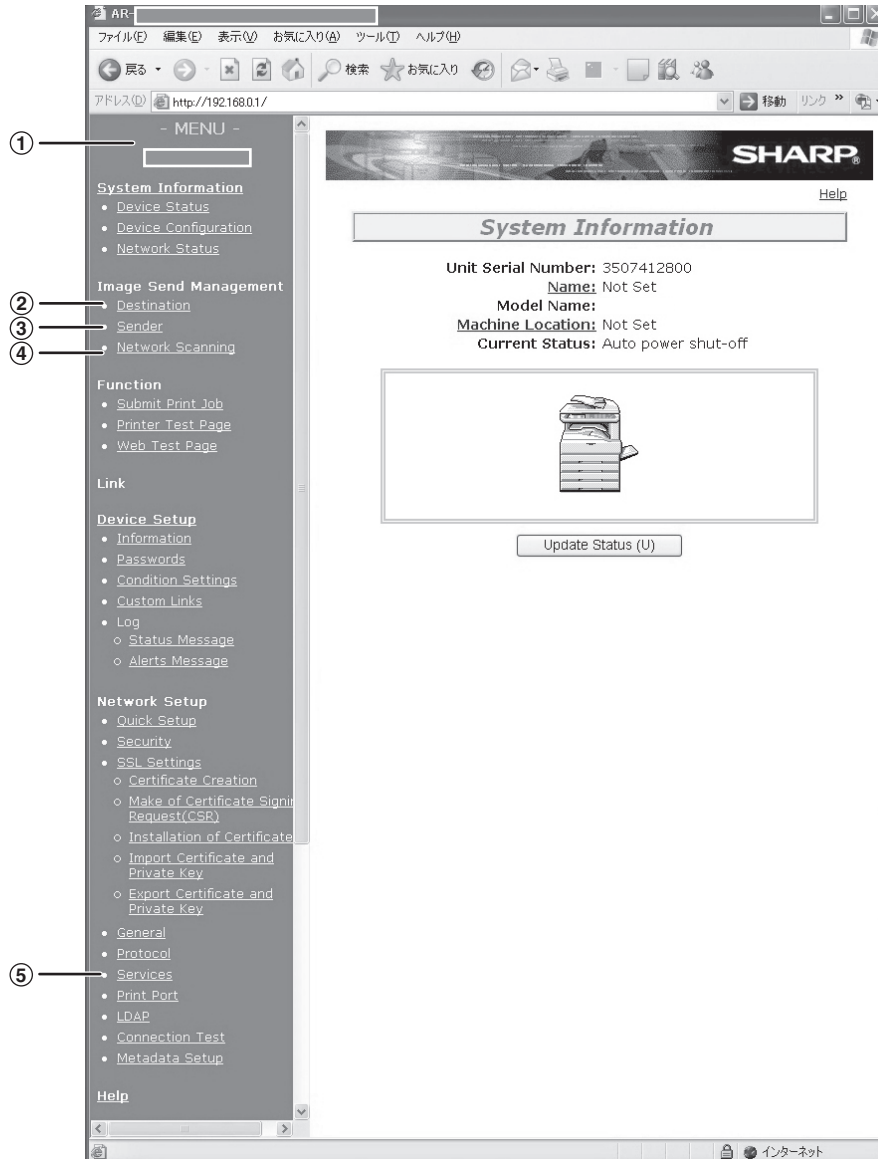 AR-
ファイル(F) 編集(E) 表示(V) お気に入り(A) ツール(T) ヘルプ(H)
戻る 検索 お気に入り
アドレス(D) http://192.168.0.1/ 移動 リンク »
① - MENU -
SHARP®
Help
System Information
• Device Status
• Device Configuration
• Network Status
Image Send Management
② • Destination
③ • Sender
④ • Network Scanning
Function
• Submit Print Job
• Printer Test Page
• Web Test Page
Link
Device Setup
• Information
• Passwords
• Condition Settings
• Custom Links
• Log
○ Status Message
○ Alerts Message
Network Setup
• Quick Setup
• Security
• SSL Settings
○ Certificate Creation
○ Make of Certificate Signin
Request(CSR)
○ Installation of Certificate
○ Import Certificate and
Private Key
○ Export Certificate and
Private Key
• General
• Protocol
⑤ • Services
• Print Port
• LDAP
• Connection Test
• Metadata Setup
Help
System Information
Unit Serial Number: 3507412800
Name: Not Set
Model Name:
Machine Location: Not Set
Current Status: Auto power shut-off
Update Status (U)
インターネット